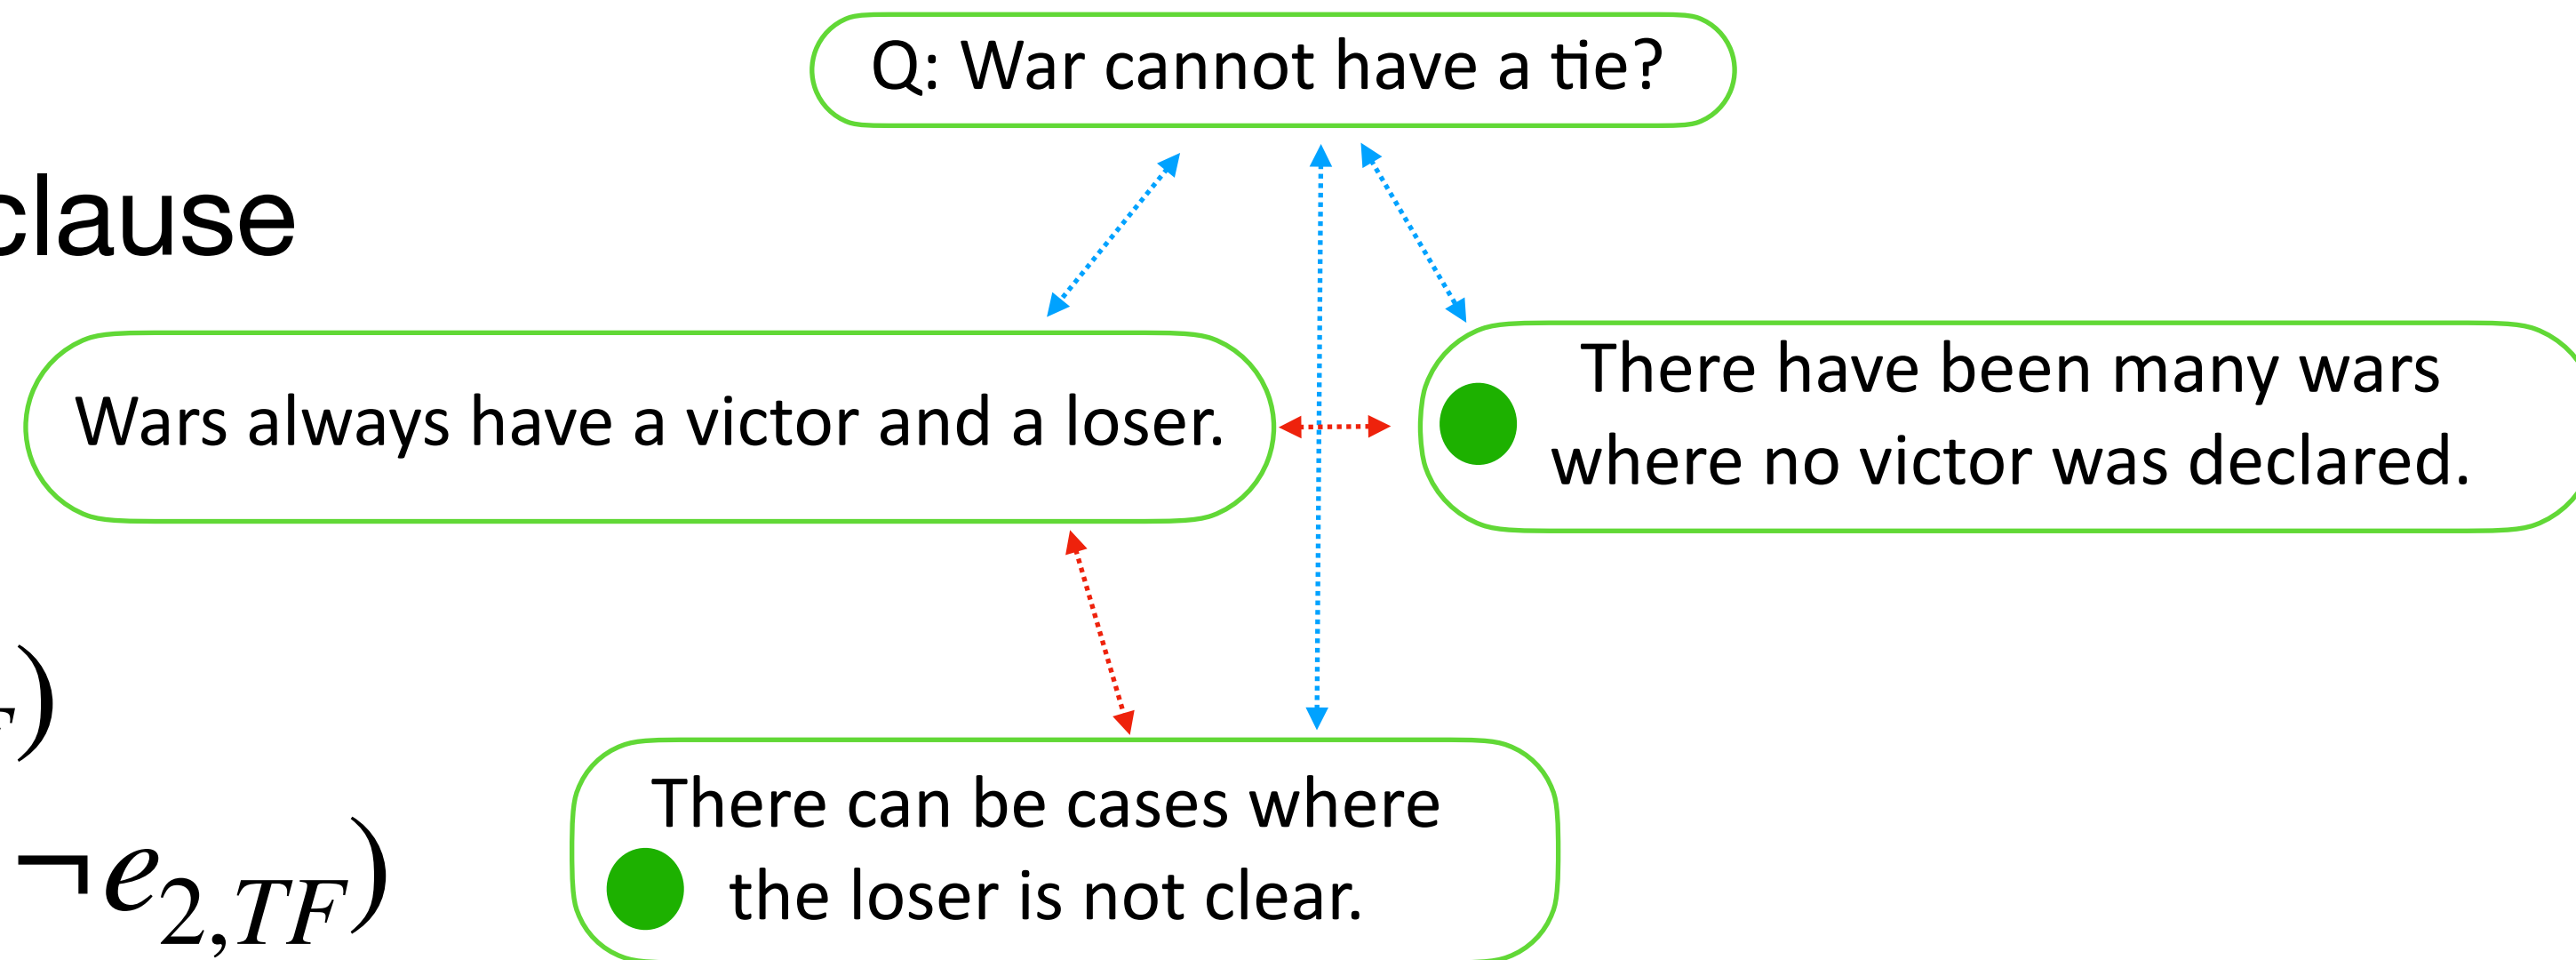 Q: War cannot have a tie?
clause
Wars always have a victor and a loser.
There have been many wars
where no victor was declared.
F)
There can be cases where
¬e2,TF)
the loser is not clear.